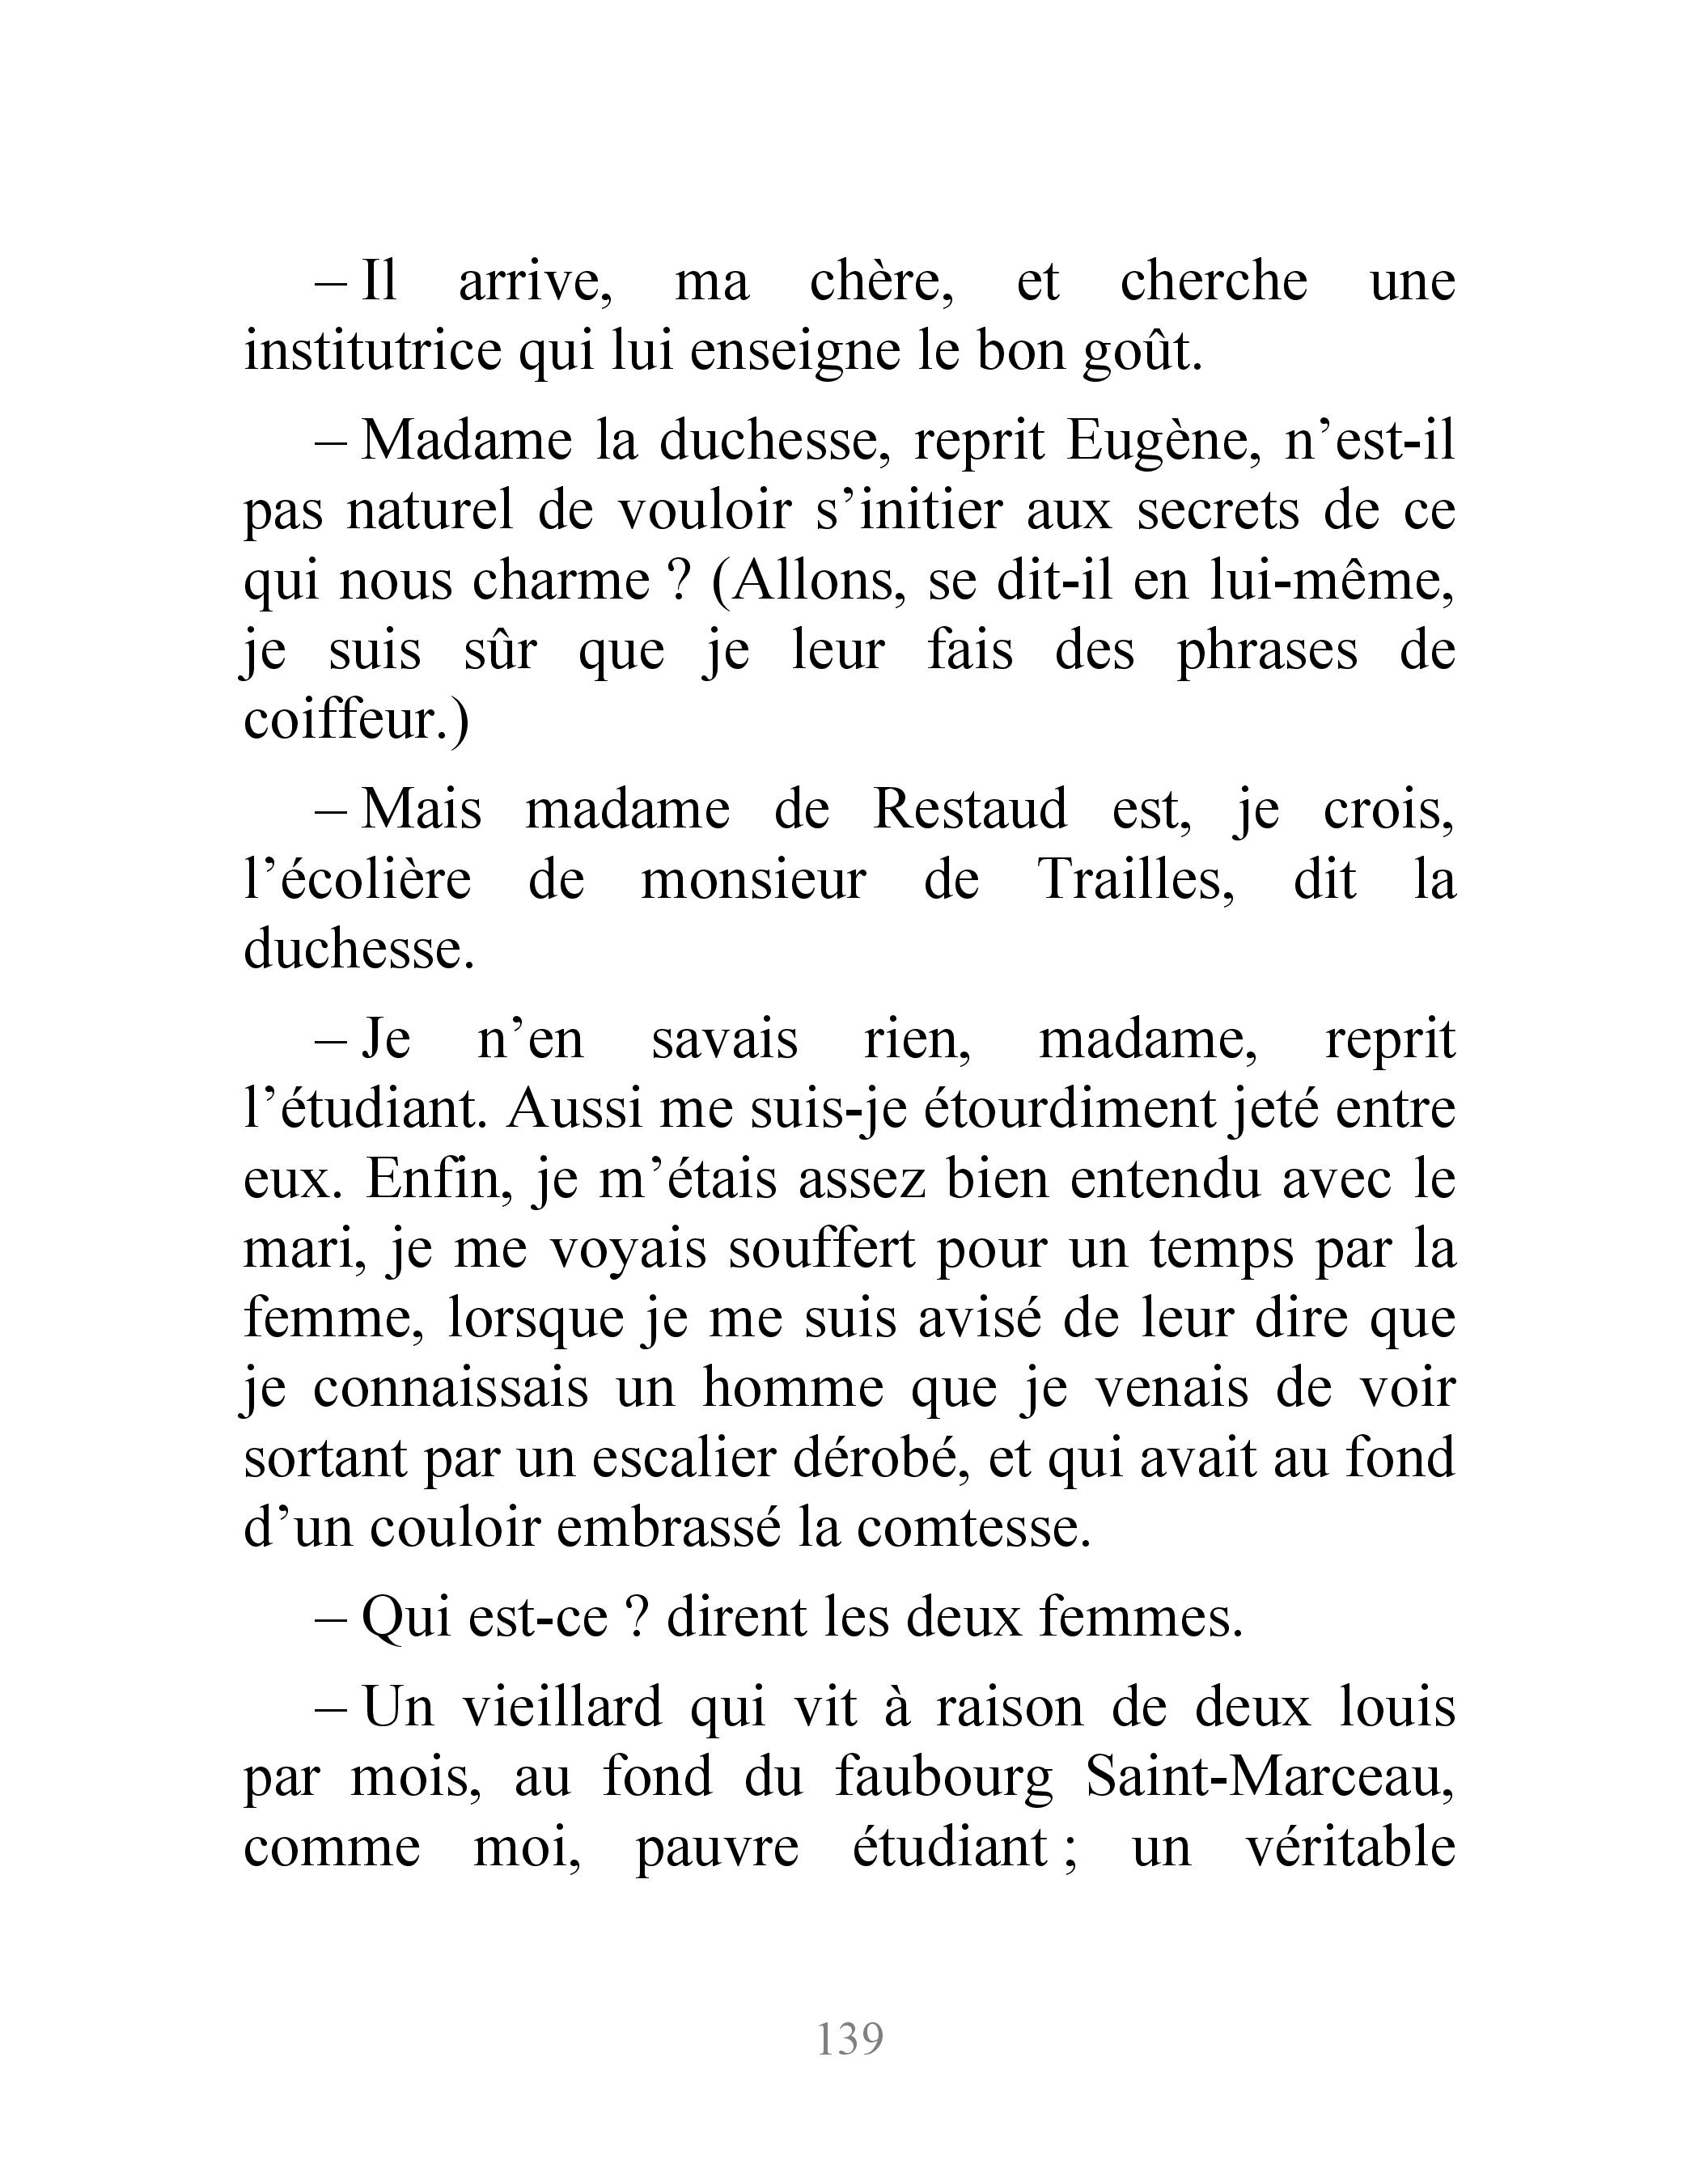 – Il arrive, ma chère, et cherche une
institutrice qui lui enseigne le bon goût.
– Madame la duchesse, reprit Eugène, n’est-il
pas naturel de vouloir s’initier aux secrets de ce
qui nous charme ? (Allons, se dit-il en lui-même,
je suis sûr que je leur fais des phrases de
coiffeur.)
– Mais madame de Restaud est, je crois,
l’écolière de monsieur de Trailles, dit la
duchesse.
– Je n’en savais rien, madame, reprit
l’étudiant. Aussi me suis-je étourdiment jeté entre
eux. Enfin, je m’étais assez bien entendu avec le
mari, je me voyais souffert pour un temps par la
femme, lorsque je me suis avisé de leur dire que
je connaissais un homme que je venais de voir
sortant par un escalier dérobé, et qui avait au fond
d’un couloir embrassé la comtesse.
– Qui est-ce ? dirent les deux femmes.
– Un vieillard qui vit à raison de deux louis
par mois, au fond du faubourg Saint-Marceau,
comme moi, pauvre étudiant ; un véritable
139